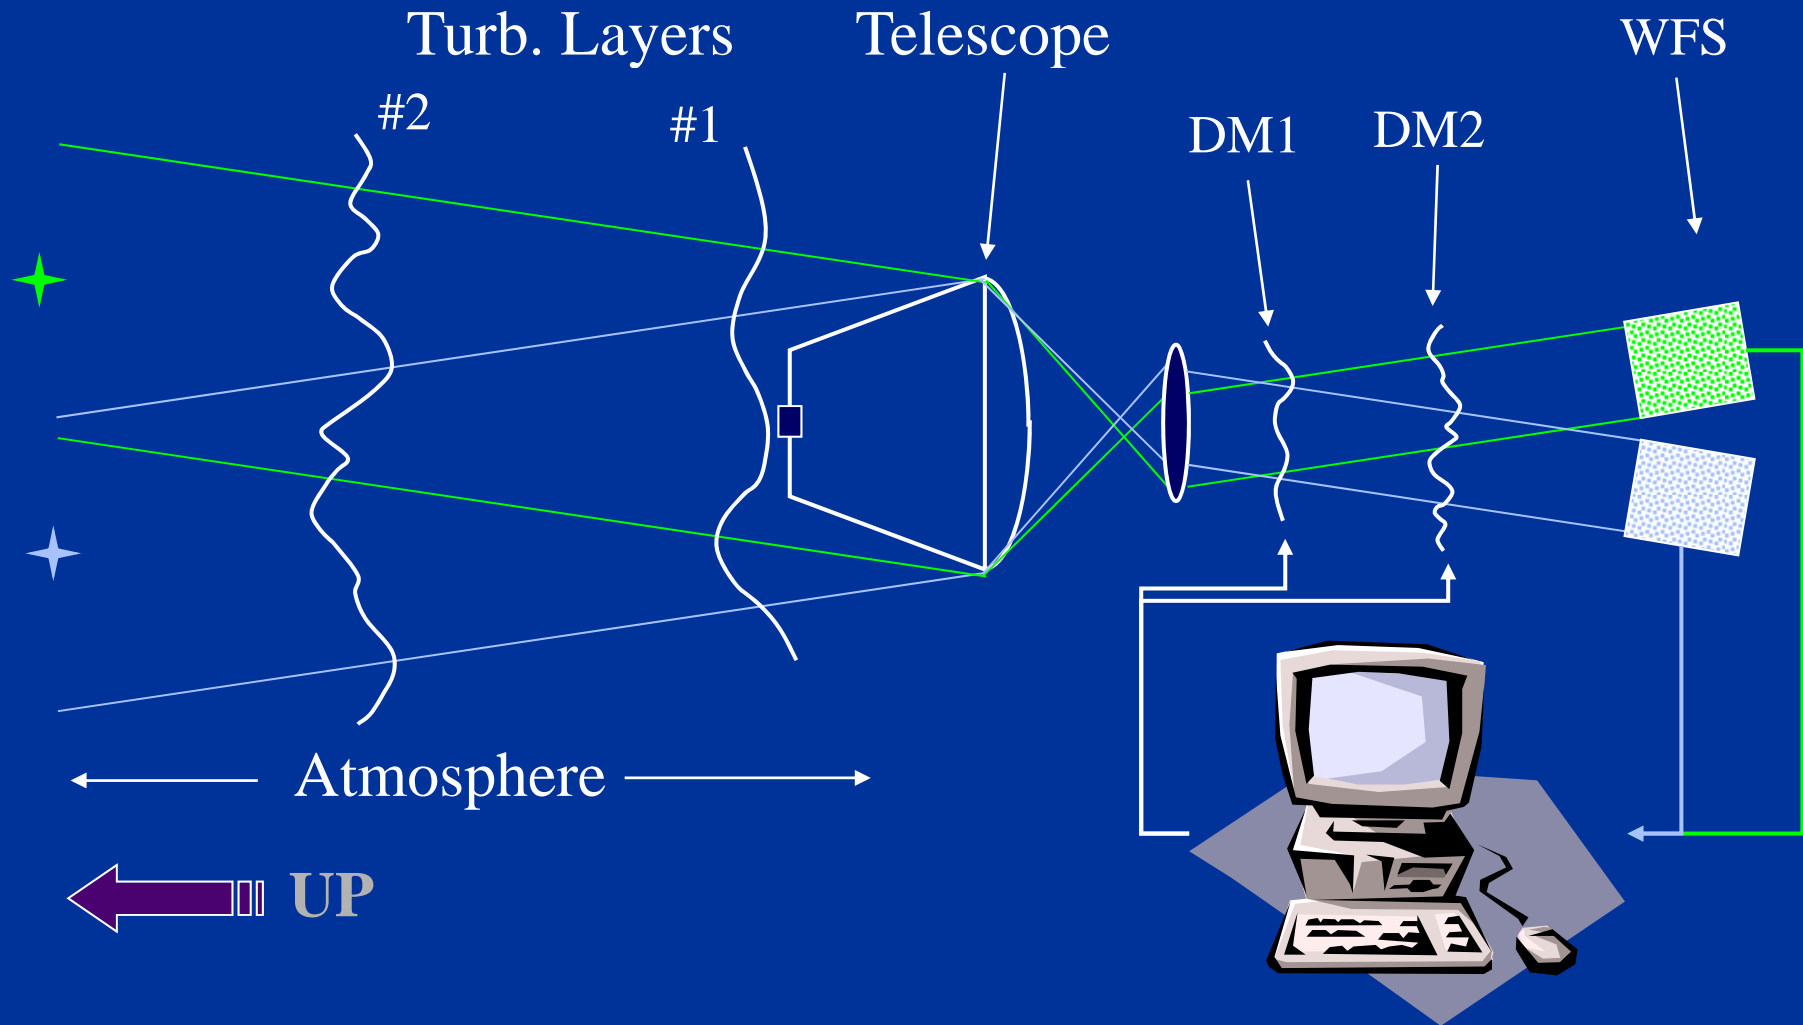 Turb. Layers
Telescope
WFS
#2
#1
DM1
DM2
Atmosphere
UP